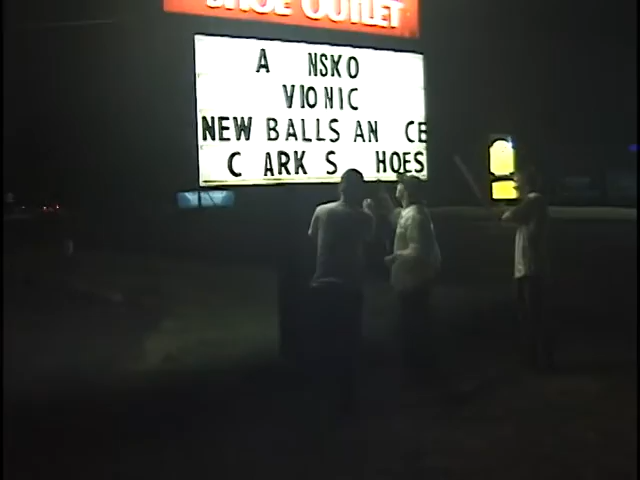 SHOE OUTLET
A NSKO
VIONIC
NEW BALLS AN CE
C ARK S HOES